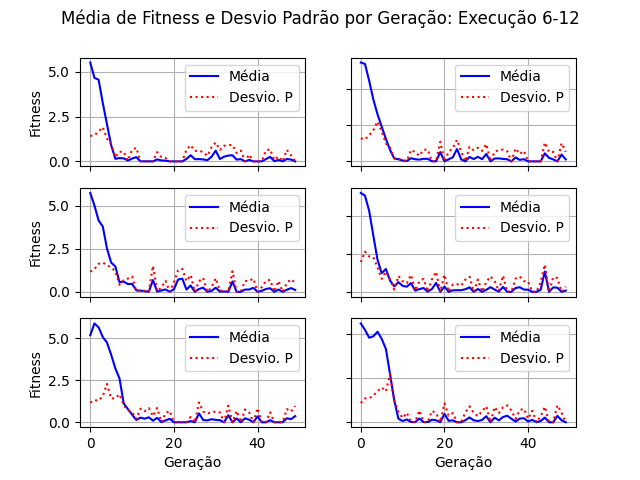 Média de Fitness e Desvio Padrão por Geração: Execução 6-12
5.0
2.5
0.0
Fitness
Média
Desvio. P
Média
Desvio. P
5.0
2.5
0.0
Fitness
Média
Desvio. P
Média
Desvio. P
5.0
2.5
0.0
Fitness
Média
Desvio. P
Média
Desvio. P
0 20 40
Geração
0 20 40
Geração